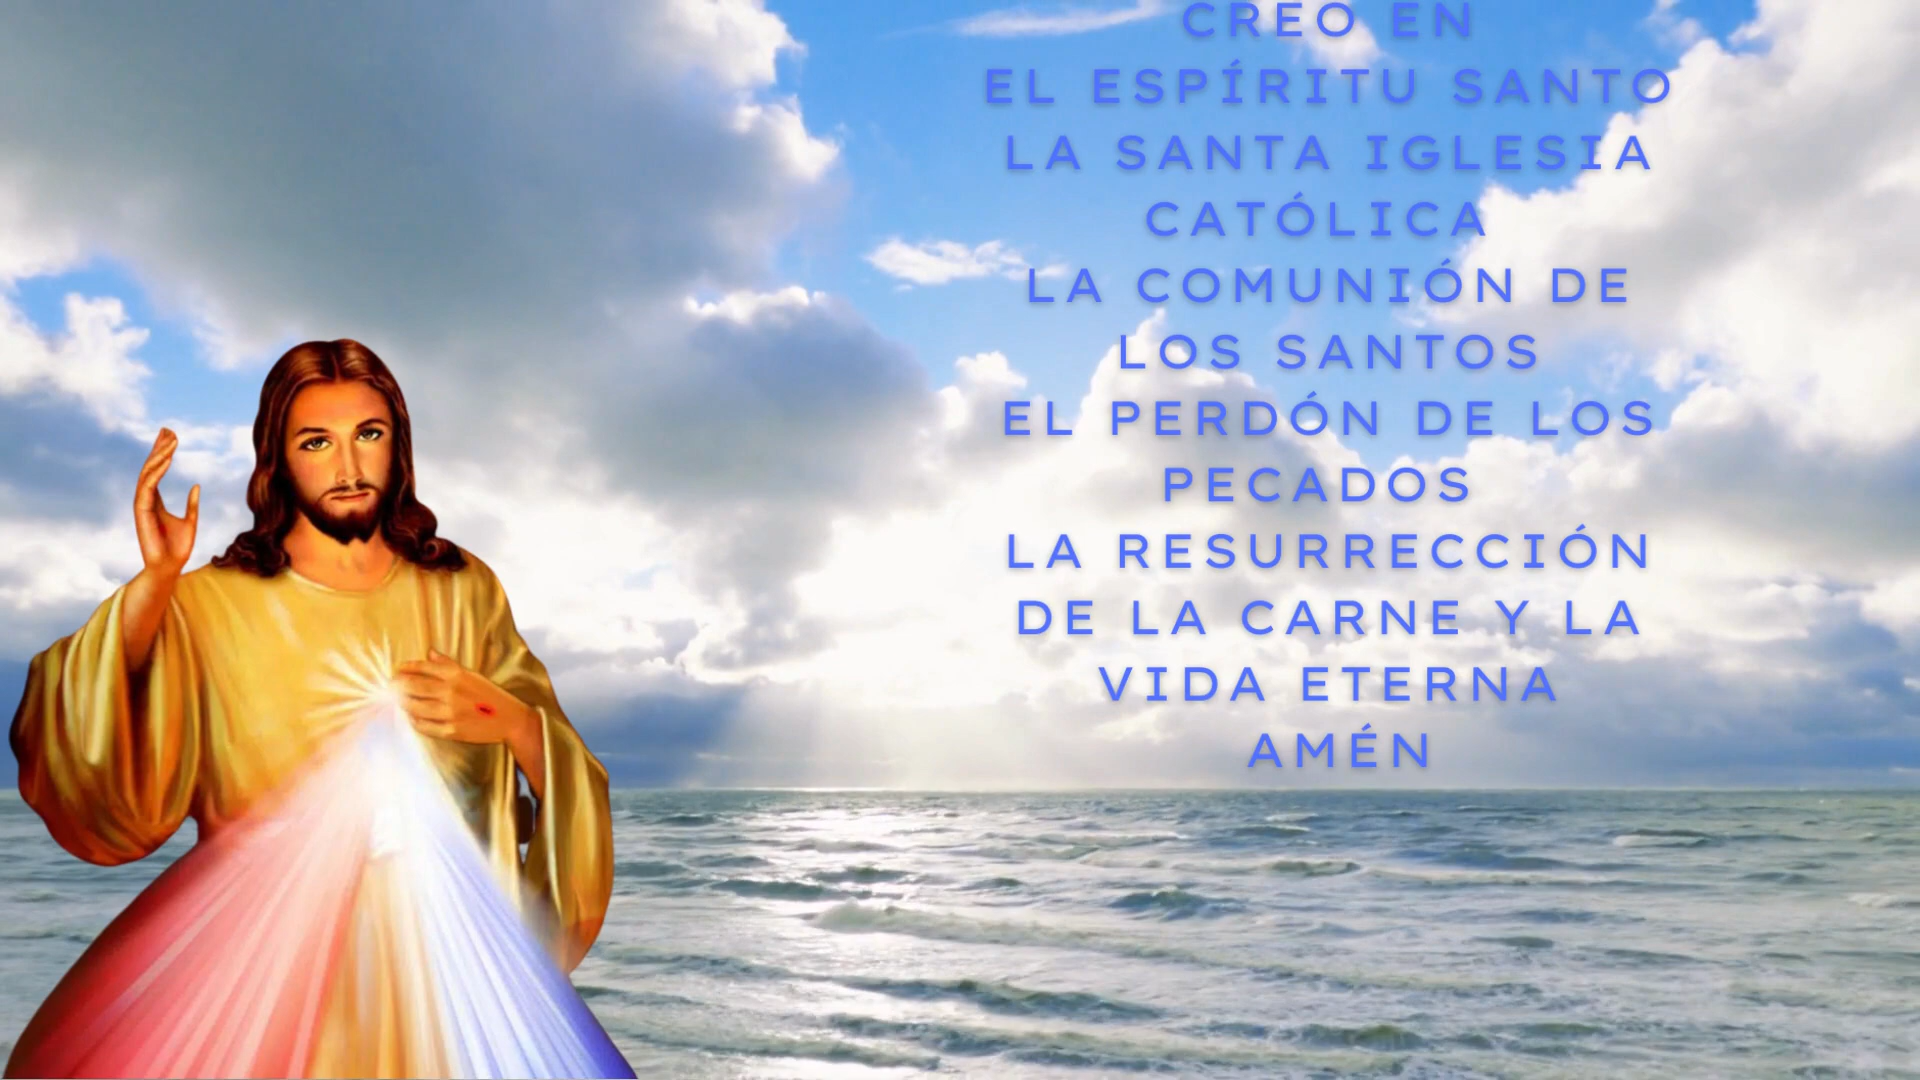 CREO EN
EL ESPÍRITU SANTO
LA SANTA IGLESIA
CATÓLICA
LA COMUNIÓN DE
LOS SANTOS
EL PERDÓN DE LOS
PECADOS
LA RESURRECCIÓN
DE LA CARNE Y LA
VIDA ETERNA
AMÉN